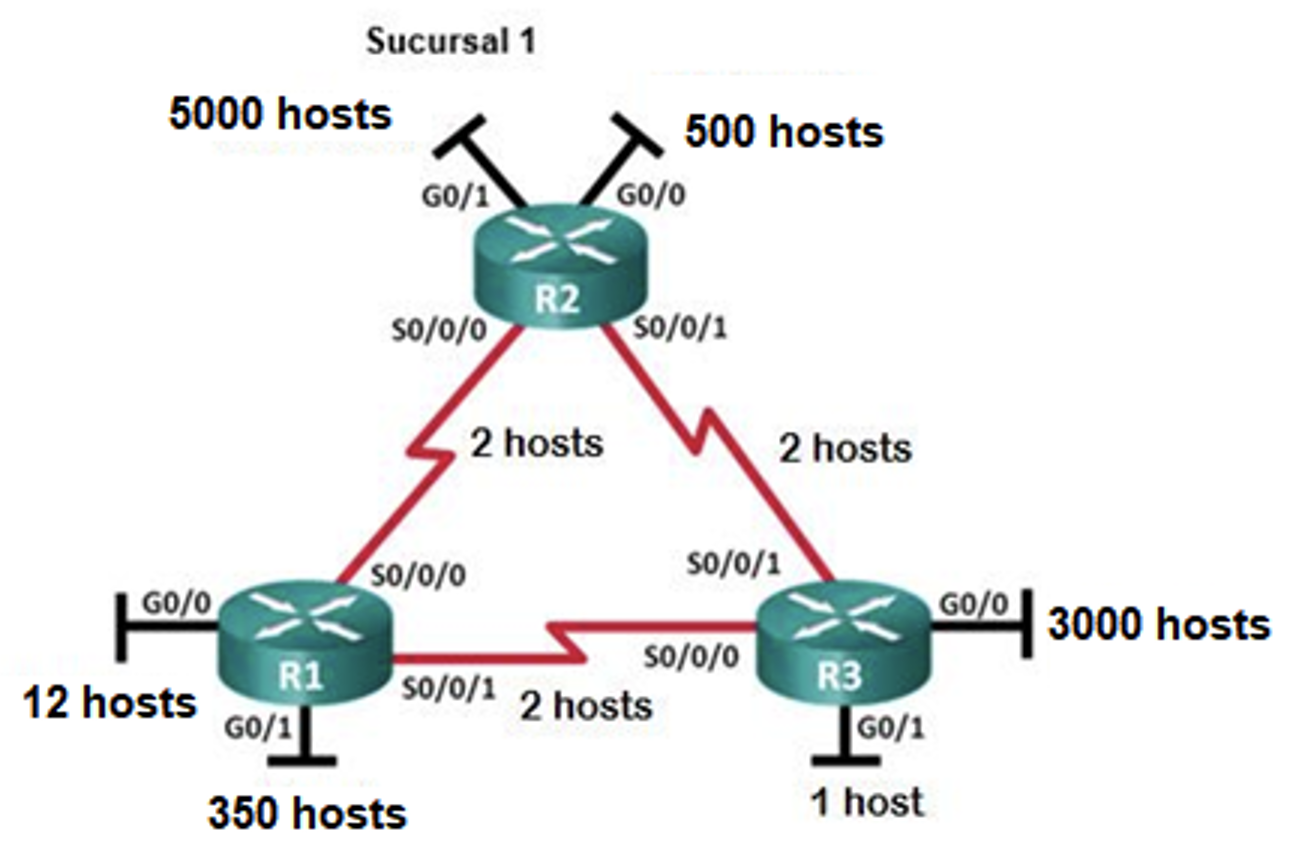 Sucursal 1
5000 hosts
500 hosts
G0/1
G0/0
R2
S0/0/0
S0/0/1
2 hosts
2 hosts
S0/0/0
S0/0/1
G0/0
G0/0
3000 hosts
R1
R3
S0/0/0
S0/0/1
12 hosts
2 hosts
G0/1
G0/1
350 hosts
1 host